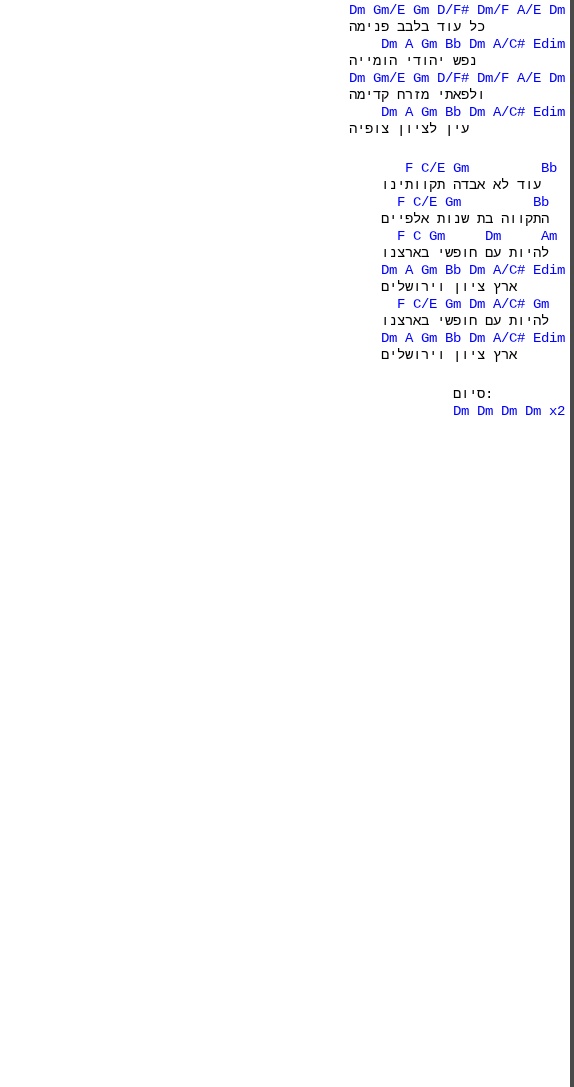 Dm Gm/E Gm D/F# Dm/F A/E Dm
כל עוד בלבב פנימה
Dm A Gm Bb Dm A/C# Edim
נפש יהודי הומייה
Dm Gm/E Gm D/F# Dm/F A/E Dm
ולפאתי מזרח קדימה
Dm A Gm Bb Dm A/C# Edim
עין לציון צופיה
F C/E Gm Bb
עוד לא אבדה תקוותינו
F C/E Gm Bb
התקווה בת שנות אלפיים
F C Gm Dm Am
להיות עם חופשי בארצנו
Dm A Gm Bb Dm A/C# Edim
ארץ ציון וירושלים
F C/E Gm Dm A/C# Gm
להיות עם חופשי בארצנו
Dm A Gm Bb Dm A/C# Edim
ארץ ציון וירושלים
סיום:
Dm Dm Dm Dm x2